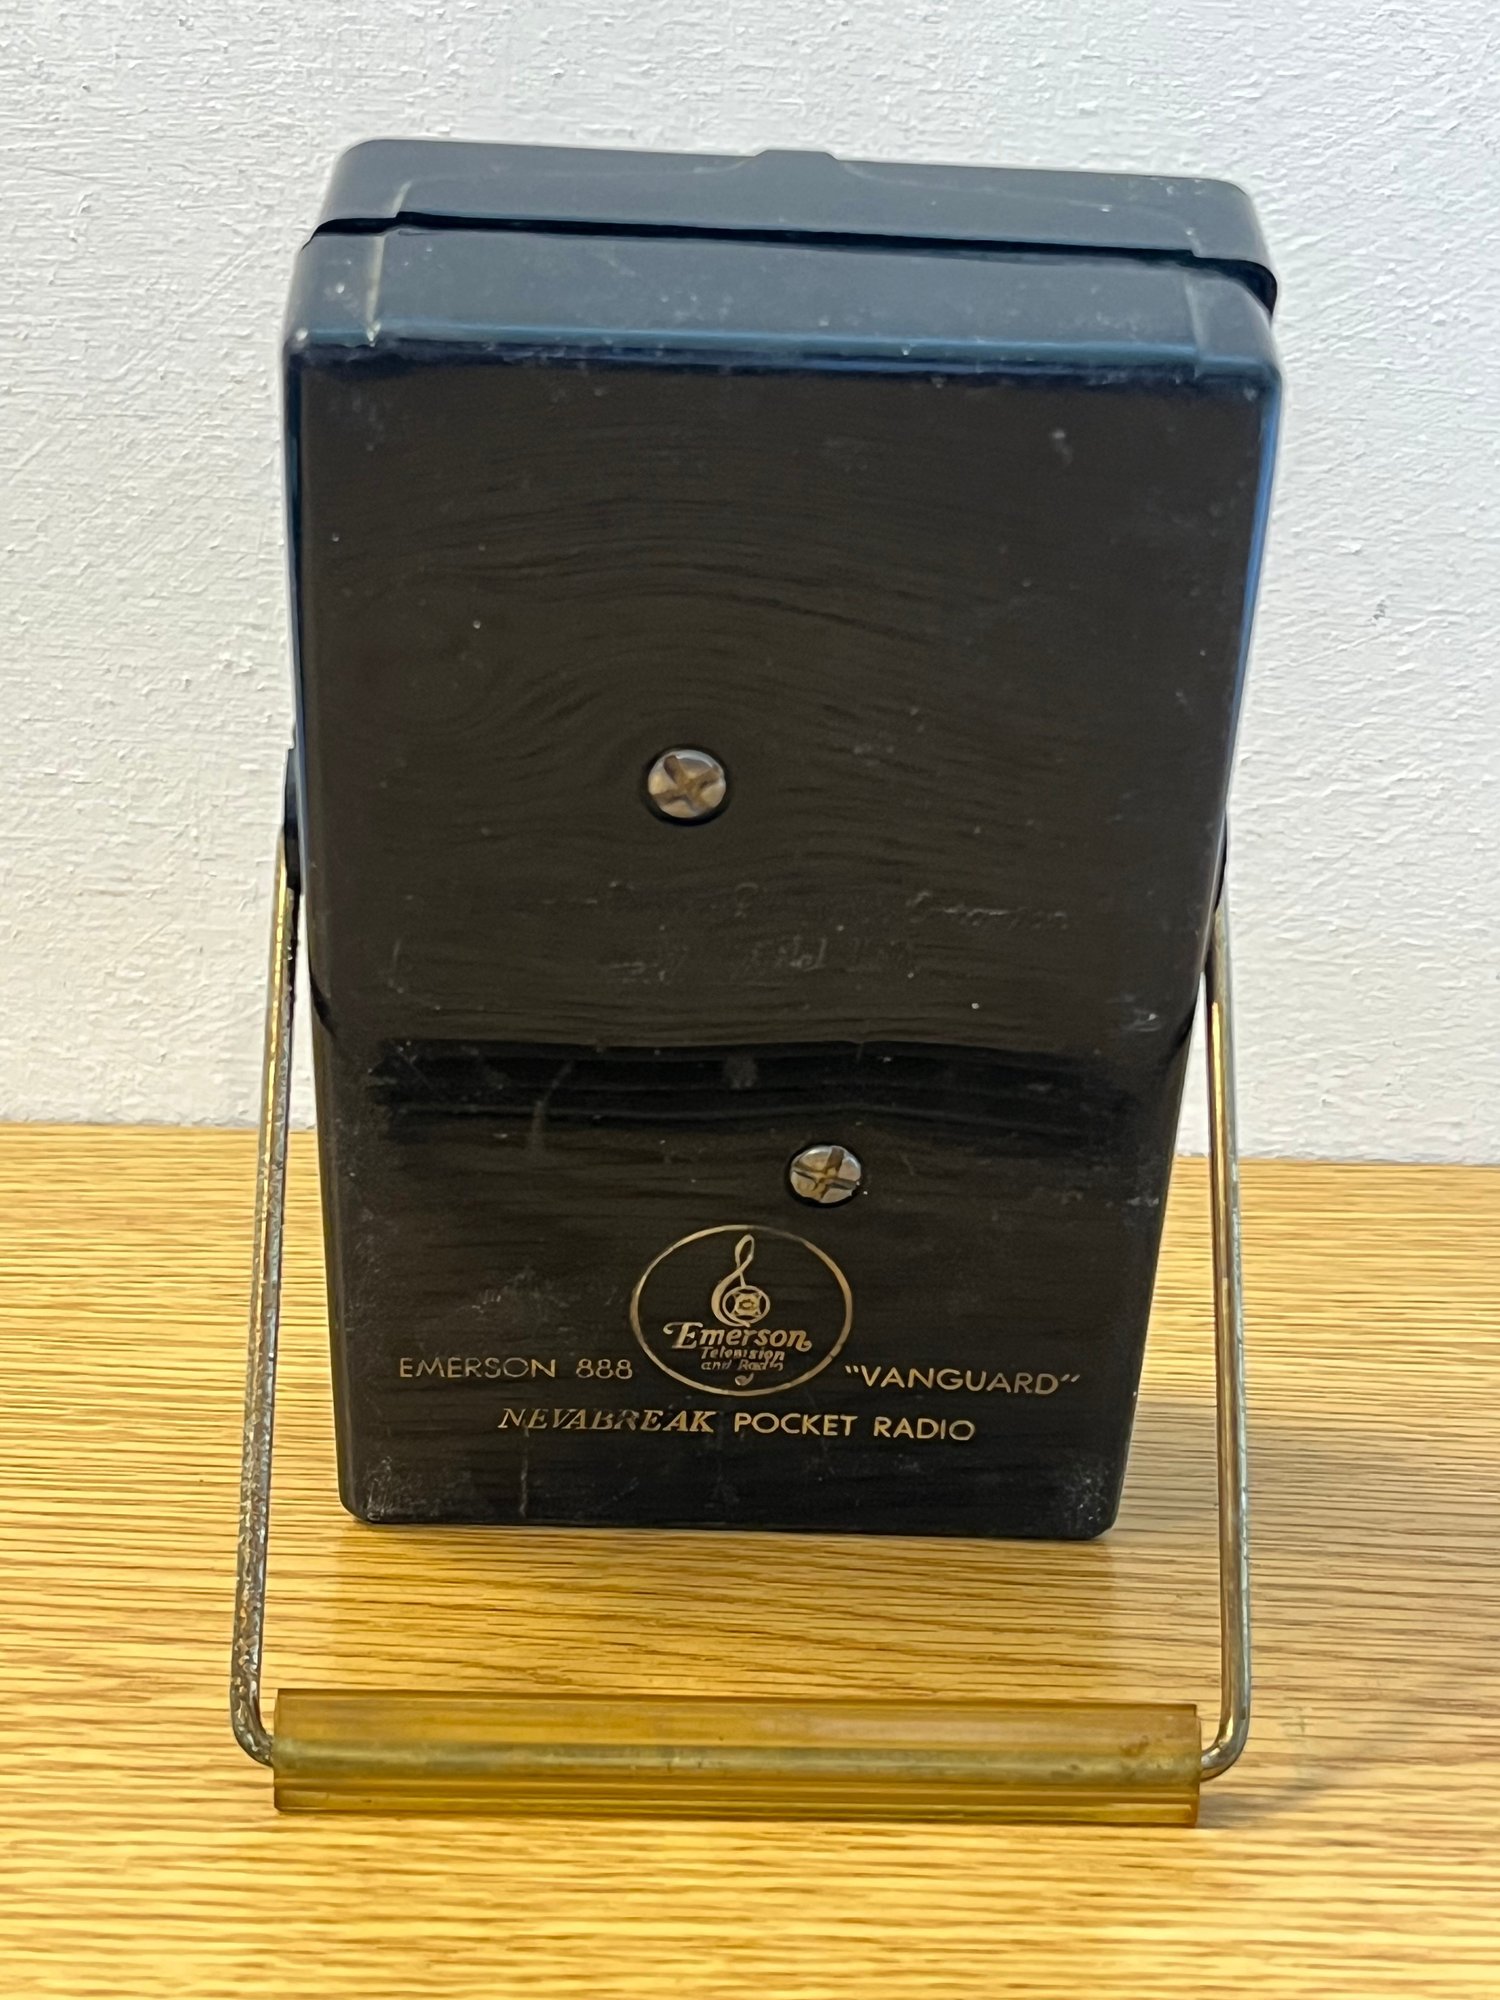 Emerson
Television
and Radio
EMERSON 888 "VANGUARD"
NEVABREAK POCKET RADIO